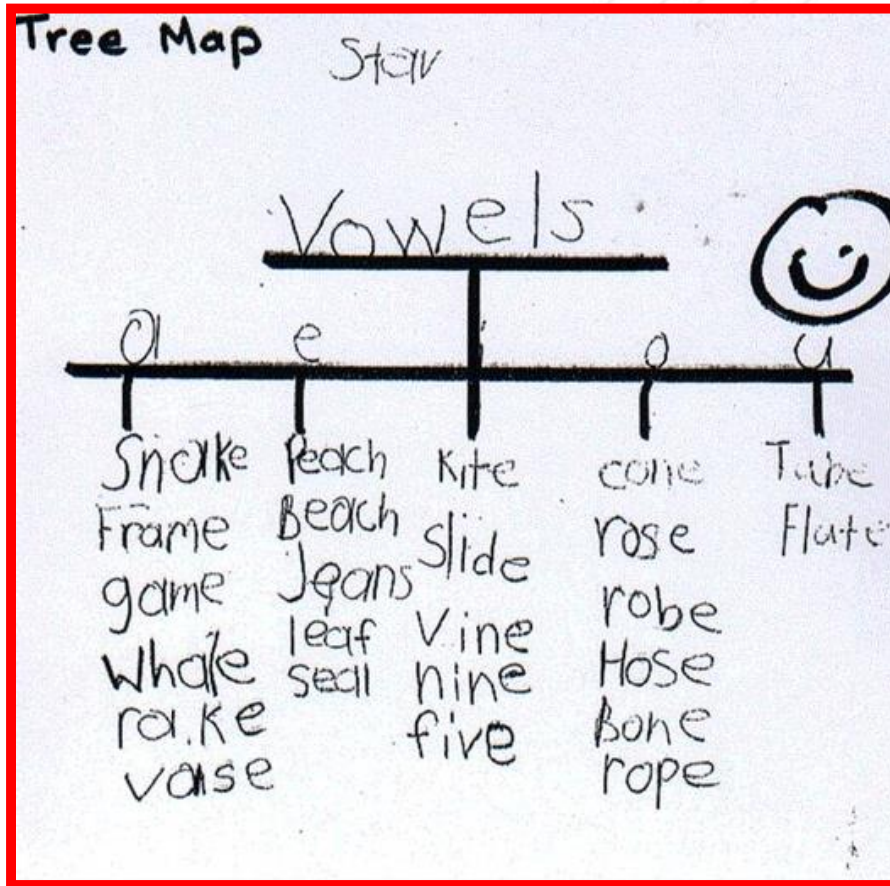 Tree Map
Stav
Vowels
a e i o u
Snake Peach Kite cone Tube
Frame Beach Slide rose Flute
game Jeans Vine robe
Whale leaf nine Hose
rake seal five Bone
vase rope